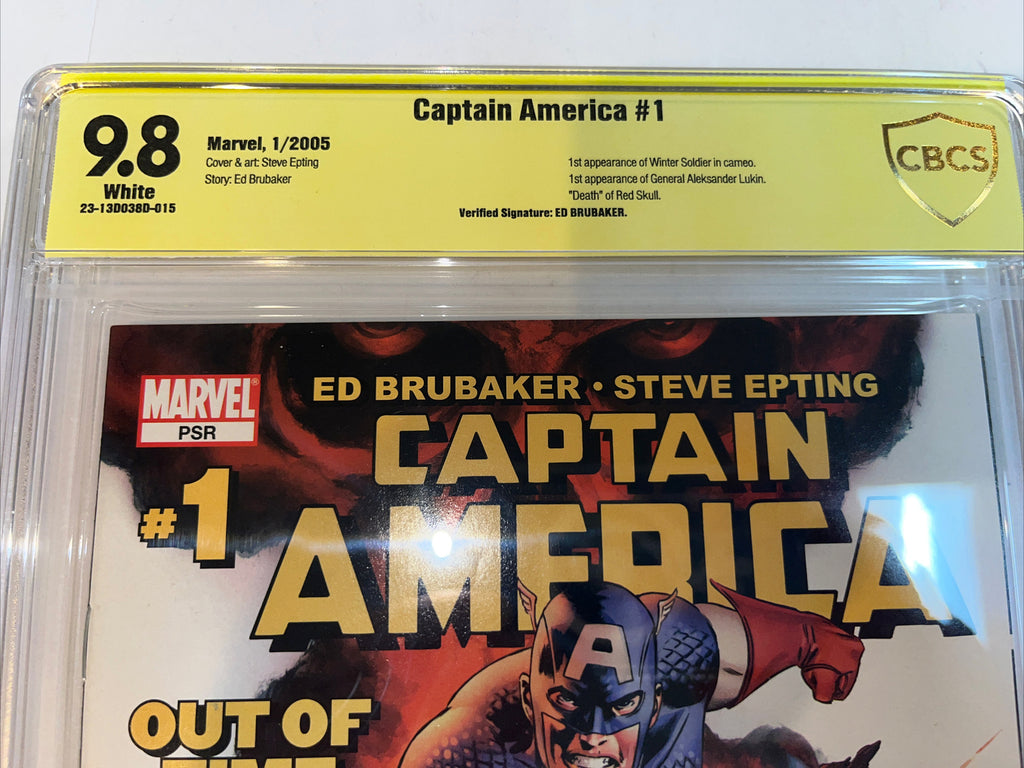 Captain America #1
9.8
White
23-13D038D-015
Marvel, 1/2005
Cover & art: Steve Epting
Story: Ed Brubaker
1st appearance of Winter Soldier in cameo.
1st appearance of General Aleksander Lukin.
"Death" of Red Skull.
Verified Signature: ED BRUBAKER.
CBCS
MARVEL®
PSR
ED BRUBAKER • STEVE EPTING
CAPTAIN
AMERICA
#1
A
OUT OF
TIME